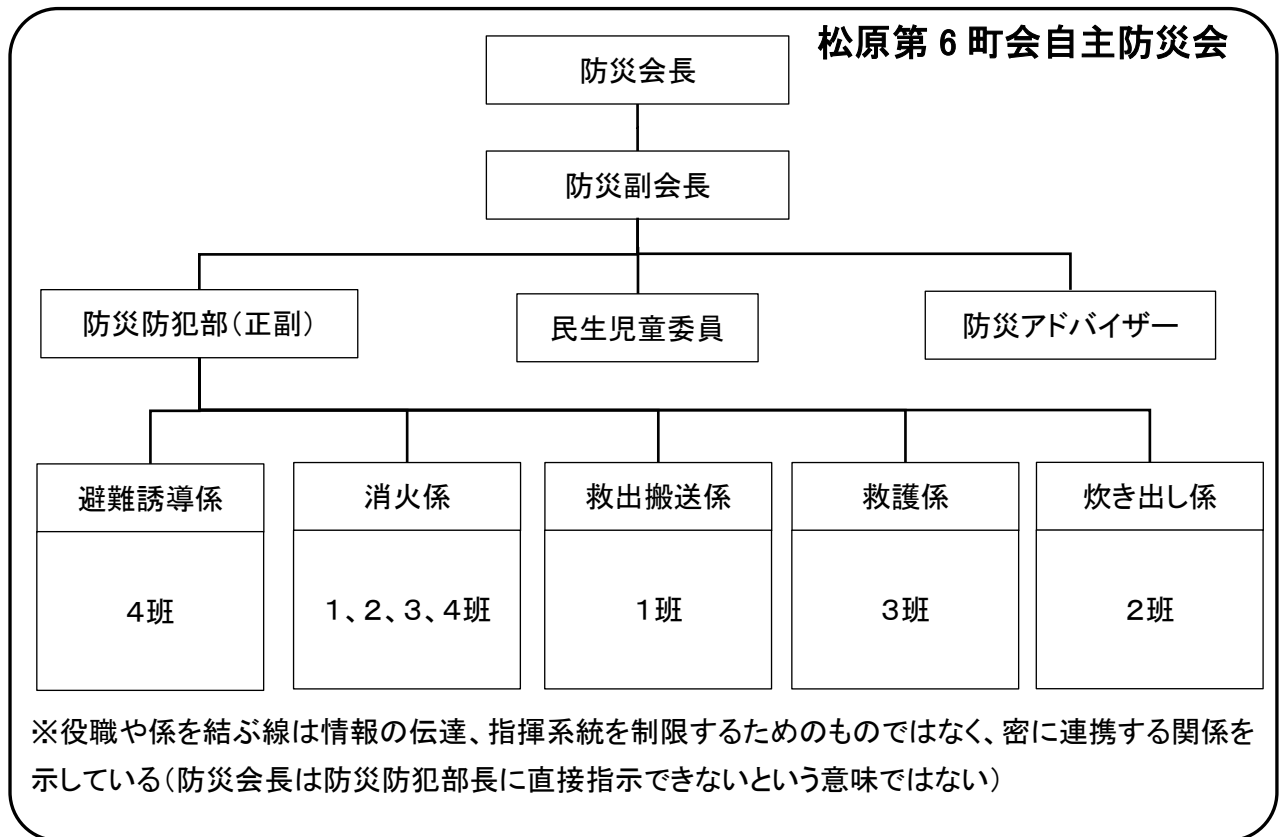 松原第6町会自主防災会
防災会長
防災副会長
防災防犯部（正副）
民生児童委員
防災アドバイザー
避難誘導係
消火係
救出搬送係
救護係
炊き出し係
4班
1、2、3、4班
1班
3班
2班
※役職や係を結ぶ線は情報の伝達、指揮系統を制限するためのものではなく、密に連携する関係を
示している（防災会長は防災防犯部長に直接指示できないという意味ではない）